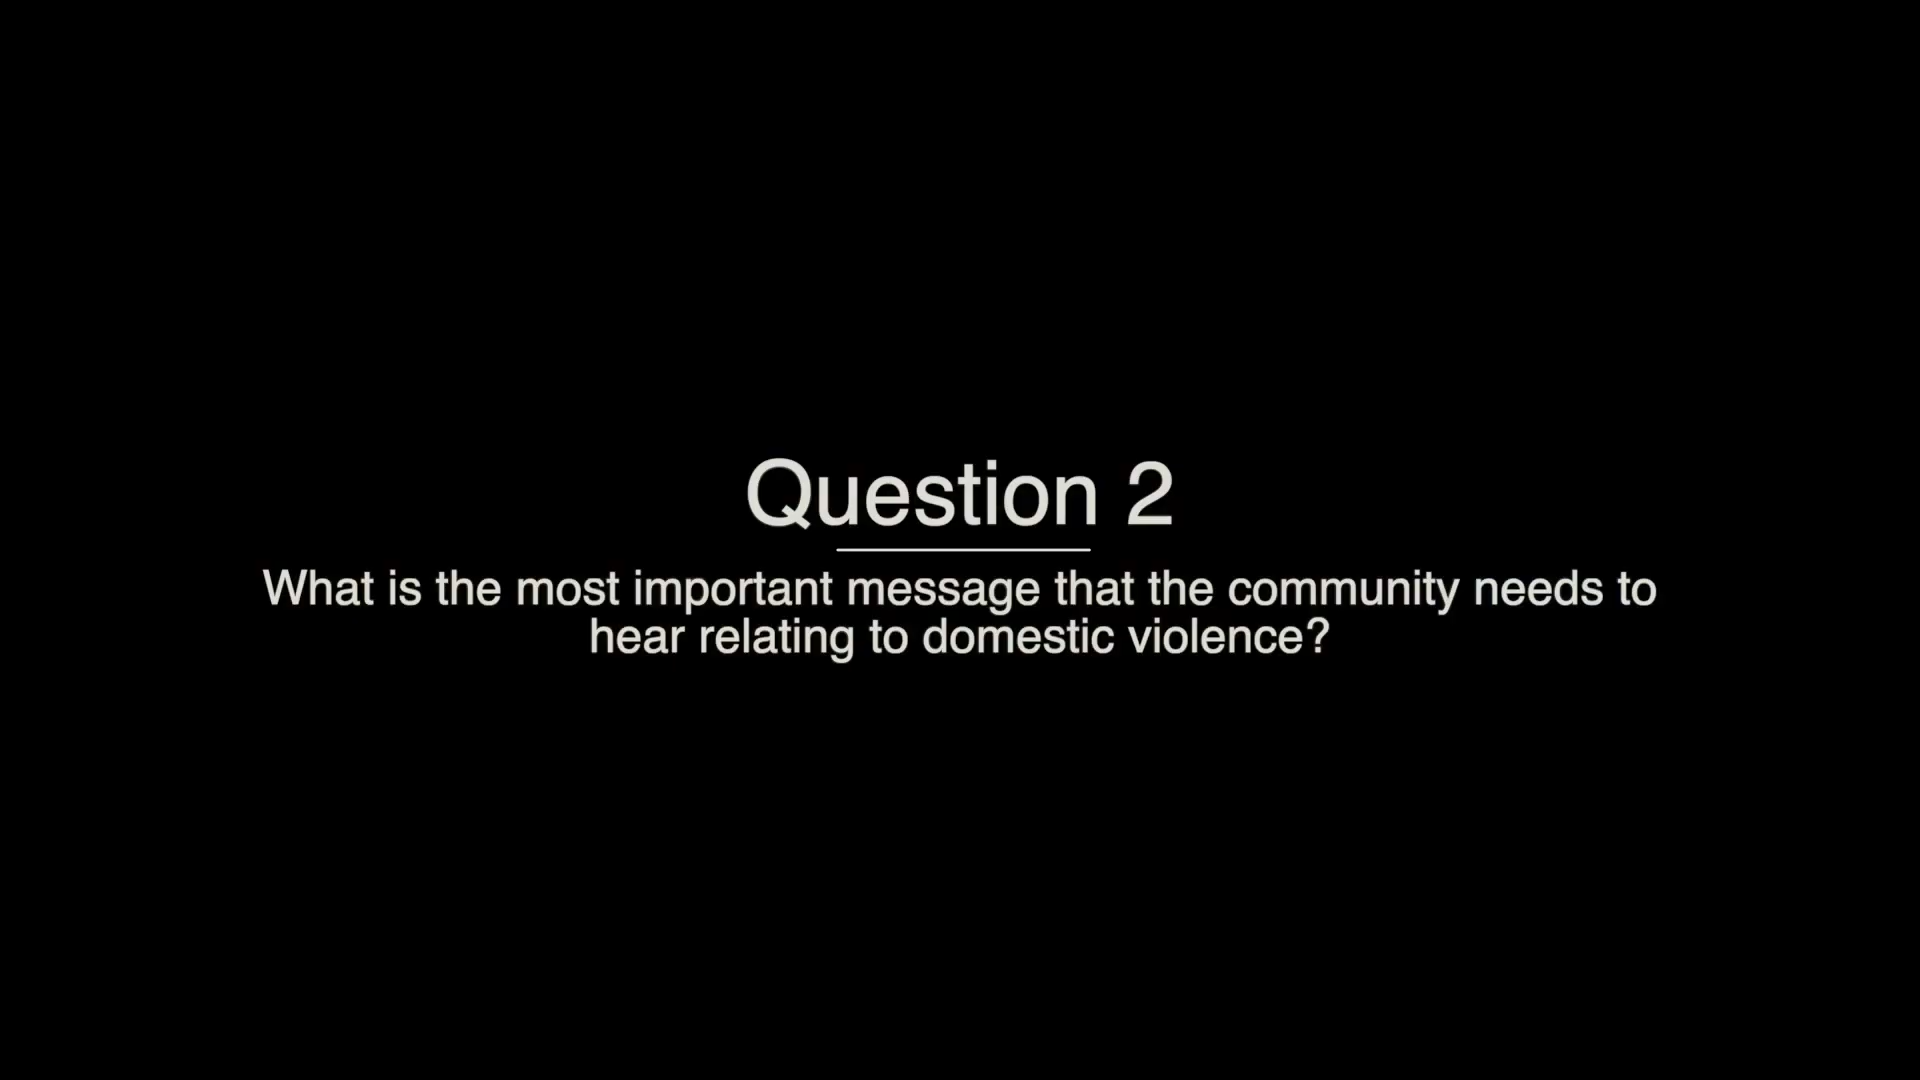 Question 2
What is the most important message that the community needs to
hear relating to domestic violence?